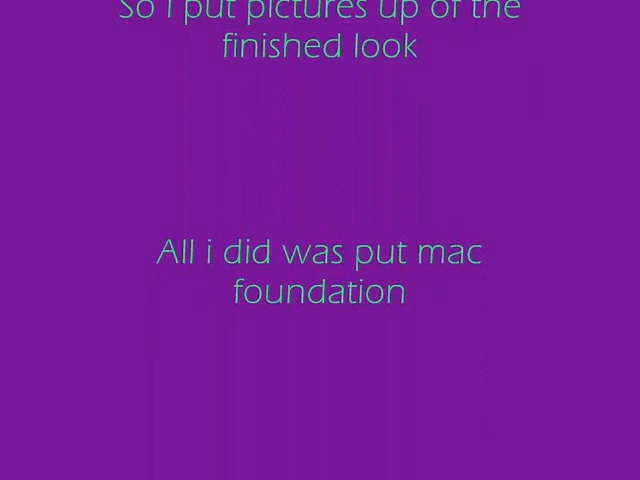 So i put pictures up of the
finished look
All i did was put mac
foundation